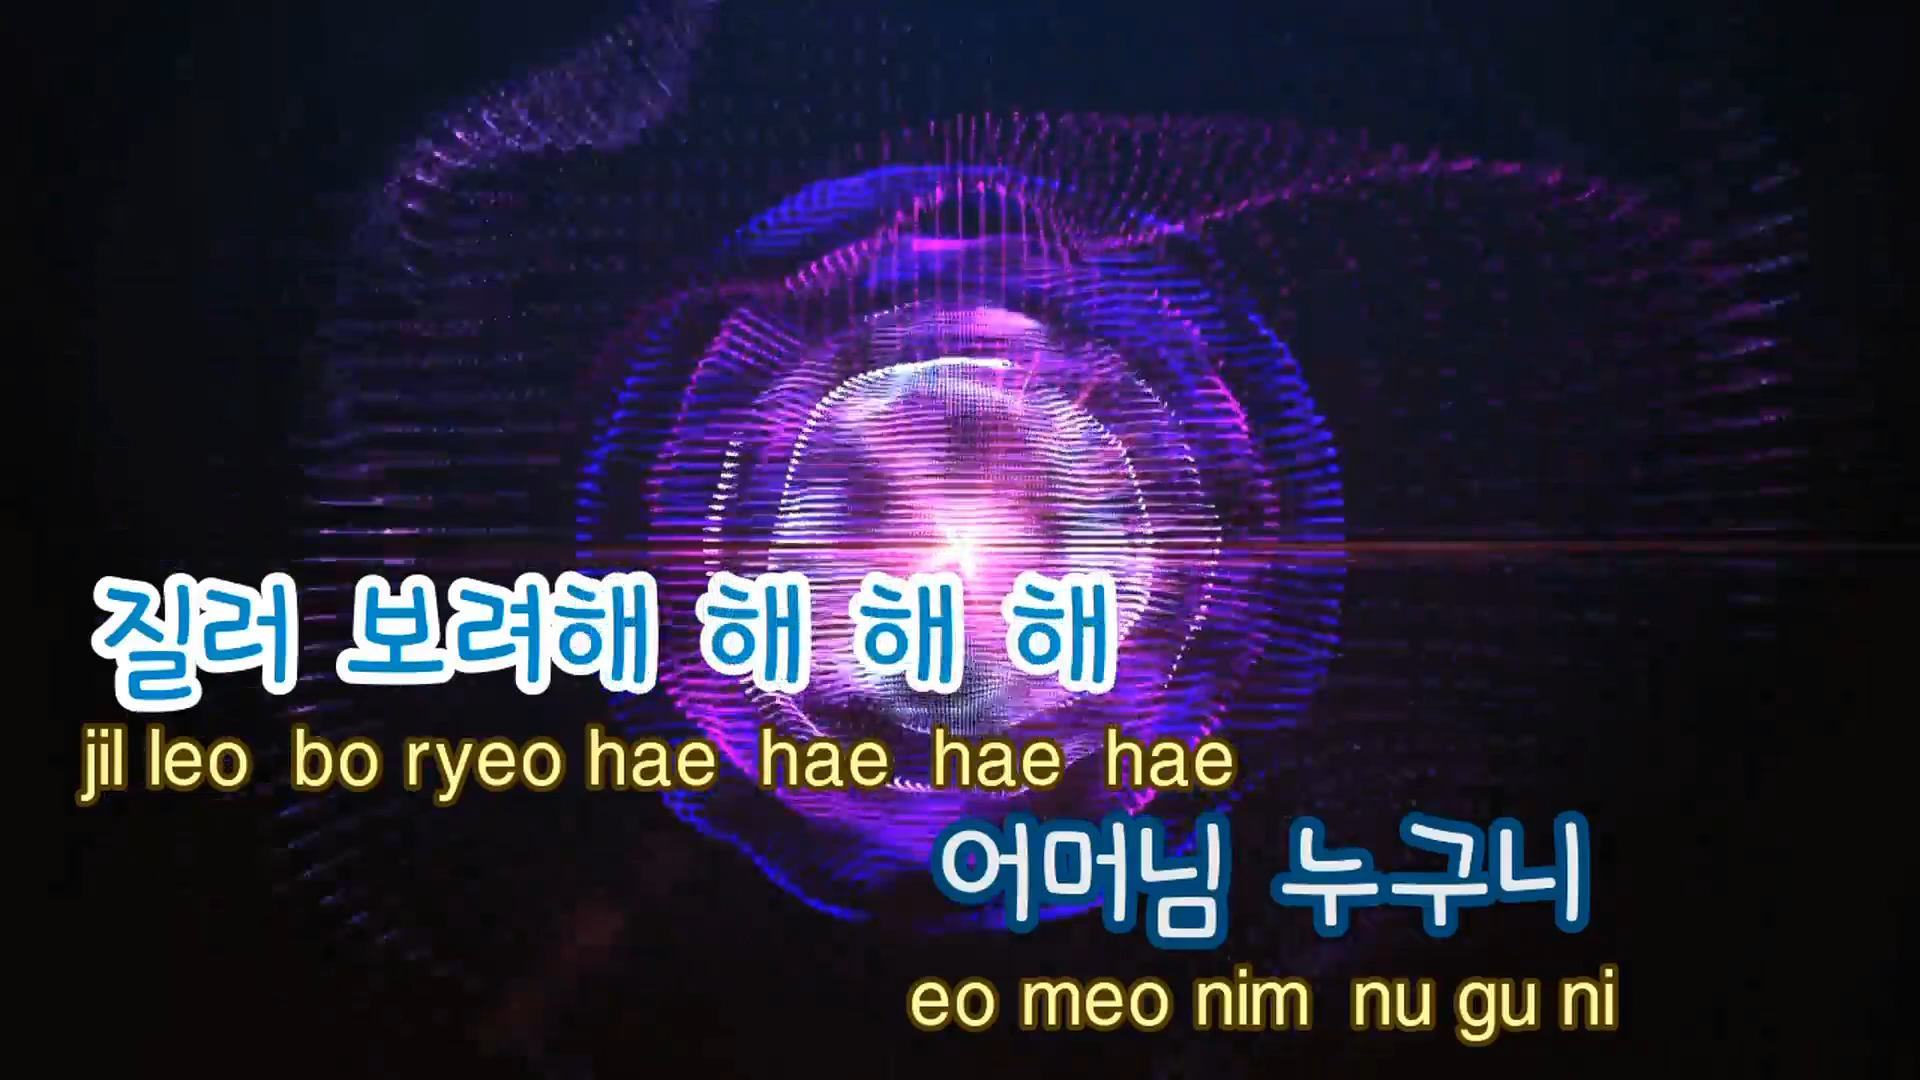 질러 보려해 해 해 해
jil leo bo ryeo hae hae hae hae
어머님 누구니
eo meo nim nu gu ni